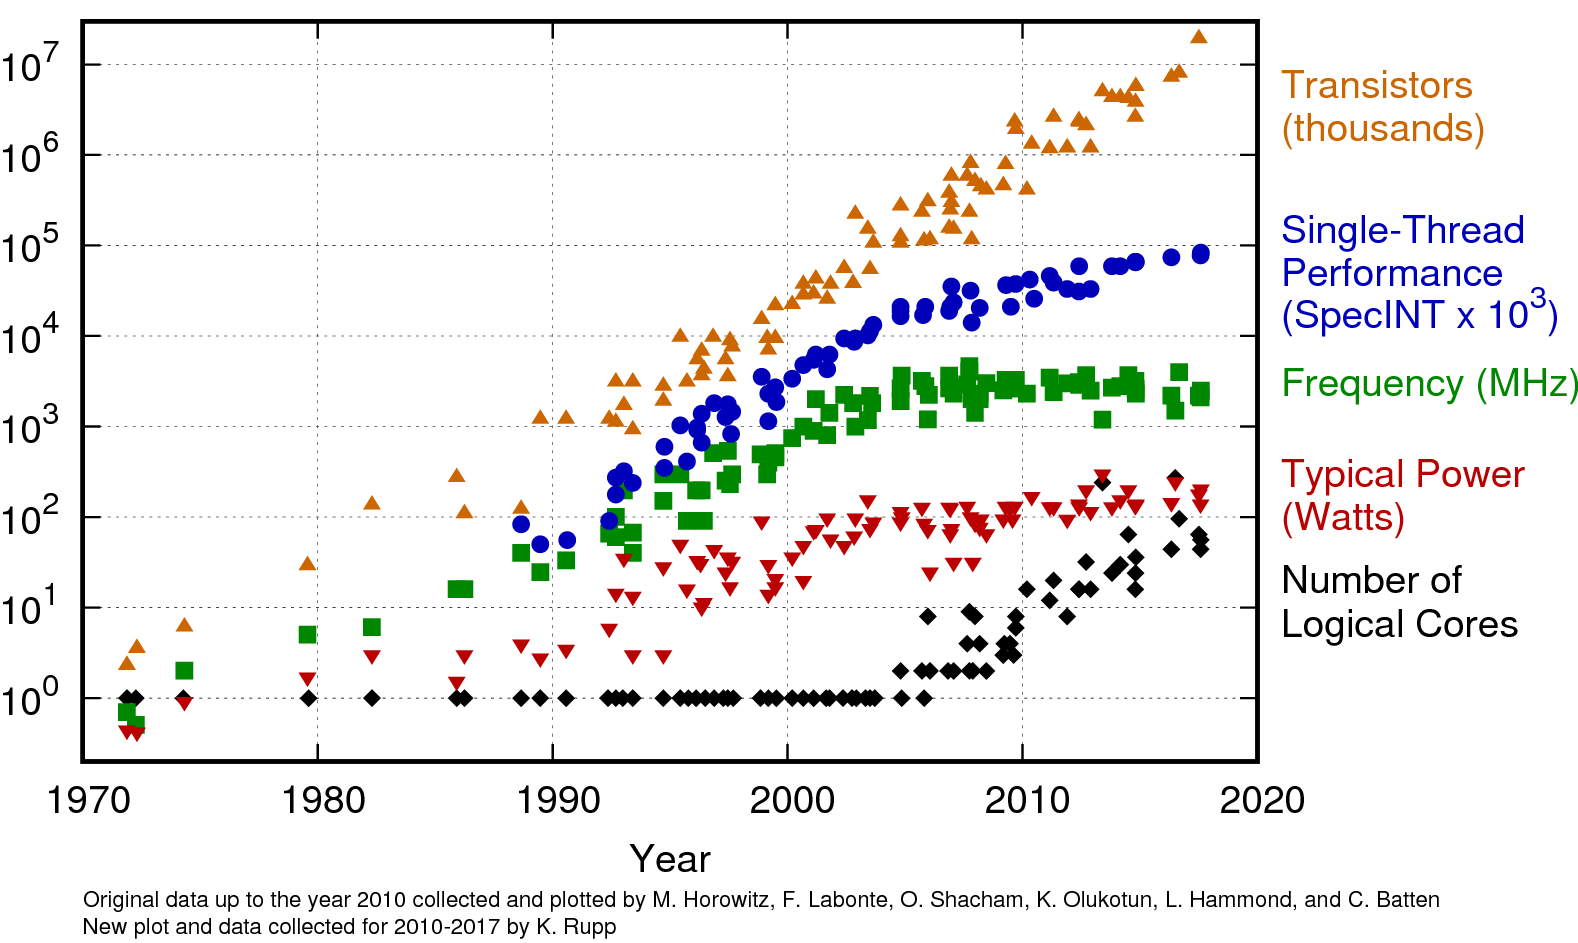 10^7
10^6
10^5
10^4
10^3
10^2
10^1
10^0
1970 1980 1990 2000 2010 2020
Year
Transistors
(thousands)
Single-Thread
Performance
(SpecINT x 10^3)
Frequency (MHz)
Typical Power
(Watts)
Number of
Logical Cores
Original data up to the year 2010 collected and plotted by M. Horowitz, F. Labonte, O. Shacham, K. Olukotun, L. Hammond, and C. Batten
New plot and data collected for 2010-2017 by K. Rupp